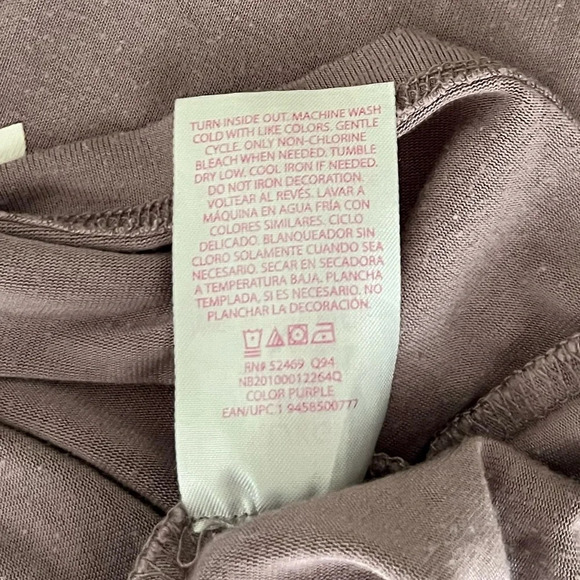 TURN INSIDE OUT. MACHINE WASH
COLD WITH LIKE COLORS. GENTLE
CYCLE. ONLY NON-CHLORINE
BLEACH WHEN NEEDED. TUMBLE
DRY LOW. COOL IRON IF NEEDED.
DO NOT IRON DECORATION.
VOLTEAR AL REVÉS. LAVAR A
MÁQUINA EN AGUA FRÍA CON
COLORES SIMILARES. CICLO
DELICADO. BLANQUEADOR SIN
CLORO SOLAMENTE CUANDO SEA
NECESARIO. SECAR EN SECADORA
A TEMPERATURA BAJA. PLANCHA
TEMPLADA, SI ES NECESARIO. NO
PLANCHAR LA DECORACIÓN.
RN# 52469 Q94
NB20100012264Q
COLOR PURPLE
EAN/UPC.1 9458500777